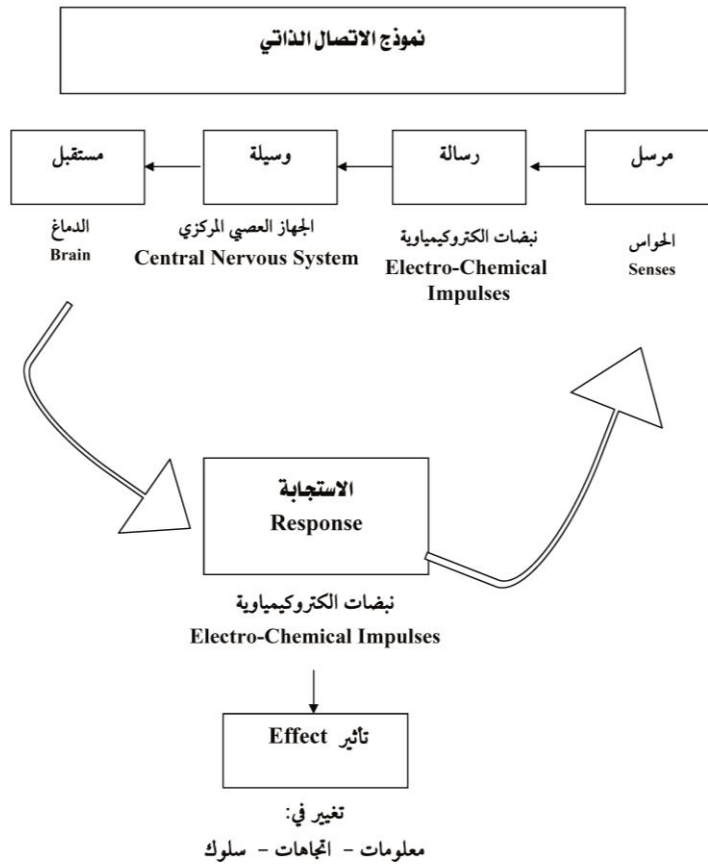 نموذج الاتصال الذاتي
مرسل
رسالة
وسيلة
مستقبل
الحواس
Senses
نبضات الكتروكيمياوية
Electro-Chemical
Impulses
الجهاز العصبي المركزي
Central Nervous System
الدماغ
Brain
الاستجابة
Response
نبضات الكتروكيمياوية
Electro-Chemical Impulses
تأثير Effect
تغيير في:
معلومات - اتجاهات - سلوك